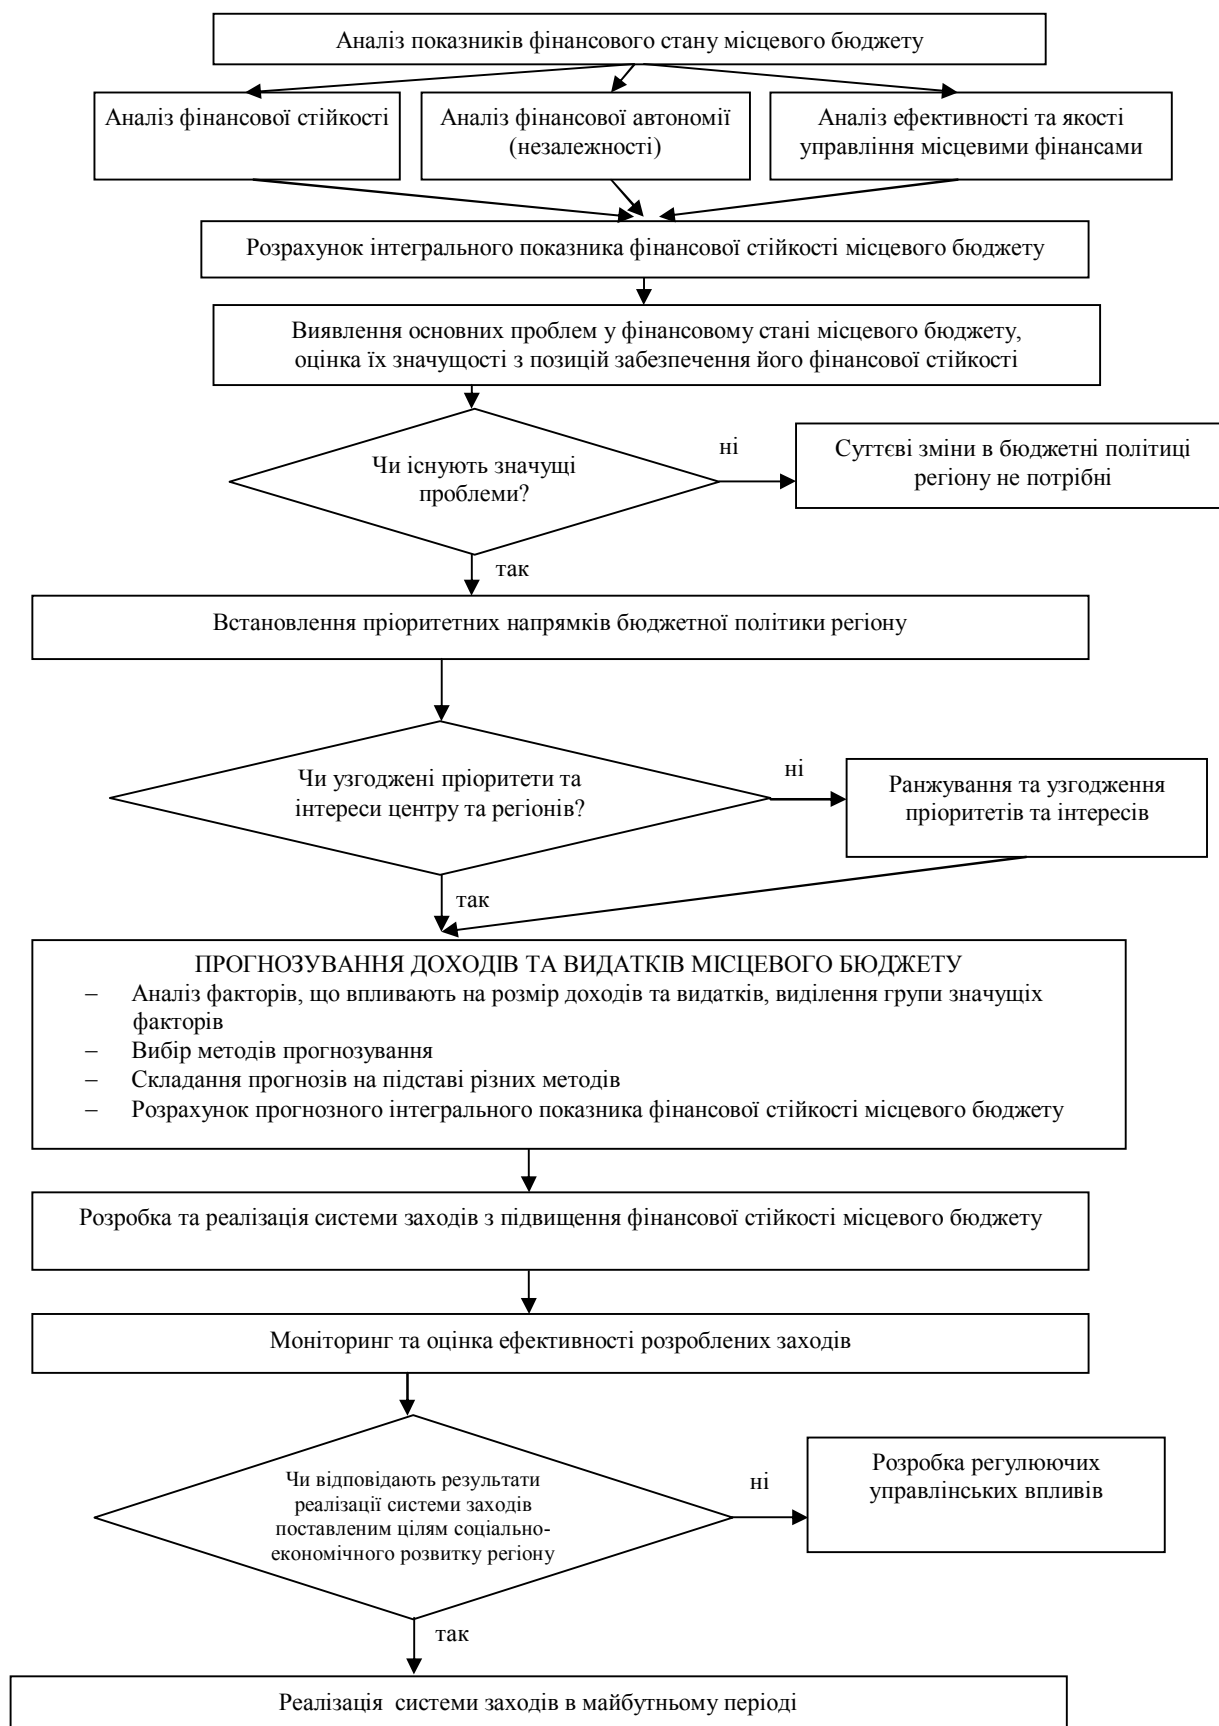 Аналіз показників фінансового стану місцевого бюджету
Аналіз фінансової стійкості
Аналіз фінансової автономії
(незалежності)
Аналіз ефективності та якості
управління місцевими фінансами
Розрахунок інтегрального показника фінансової стійкості місцевого бюджету
Виявлення основних проблем у фінансовому стані місцевого бюджету,
оцінка їх значущості з позицій забезпечення його фінансової стійкості
Чи існують значущі
проблеми?
ні
Суттєві зміни в бюджетні політиці
регіону не потрібні
так
Встановлення пріоритетних напрямків бюджетної політики регіону
Чи узгоджені пріоритети та
інтереси центру та регіонів?
ні
Ранжування та узгодження
пріоритетів та інтересів
так
ПРОГНОЗУВАННЯ ДОХОДІВ ТА ВИДАТКІВ МІСЦЕВОГО БЮДЖЕТУ
– Аналіз факторів, що впливають на розмір доходів та видатків, виділення групи значущіх
факторів
– Вибір методів прогнозування
– Складання прогнозів на підставі різних методів
– Розрахунок прогнозного інтегрального показника фінансової стійкості місцевого бюджету
Розробка та реалізація системи заходів з підвищення фінансової стійкості місцевого бюджету
Моніторинг та оцінка ефективності розроблених заходів
Чи відповідають результати
реалізації системи заходів
поставленим цілям соціально-
економічного розвитку регіону
ні
Розробка регулюючих
управлінських впливів
так
Реалізація системи заходів в майбутньому періоді